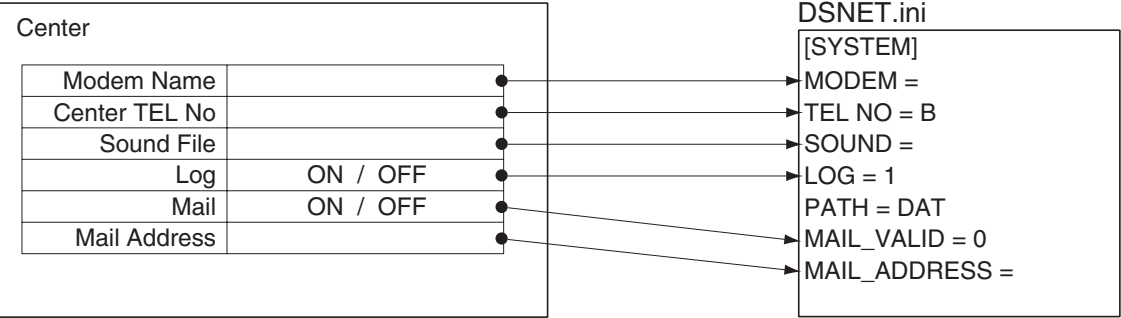 Center
Modem Name
Center TEL No
Sound File
Log ON / OFF
Mail ON / OFF
Mail Address
DSNET.ini
[SYSTEM]
MODEM =
TEL NO = B
SOUND =
LOG = 1
PATH = DAT
MAIL_VALID = 0
MAIL_ADDRESS =